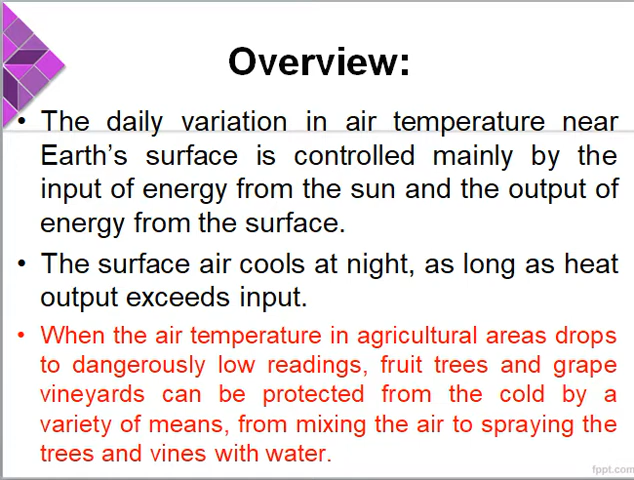 Overview:
• The daily variation in air temperature near
Earth's surface is controlled mainly by the
input of energy from the sun and the output of
energy from the surface.
• The surface air cools at night, as long as heat
output exceeds input.
• When the air temperature in agricultural areas drops
to dangerously low readings, fruit trees and grape
vineyards can be protected from the cold by a
variety of means, from mixing the air to spraying the
trees and vines with water.
fppt.com